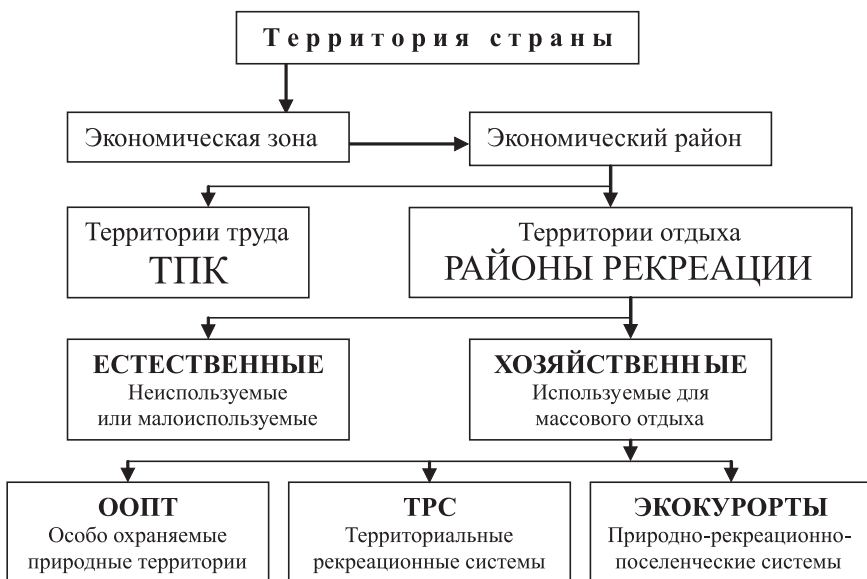 Территория страны
Экономическая зона
Экономический район
Территории труда
ТПК
Территории отдыха
РАЙОНЫ РЕКРЕАЦИИ
ЕСТЕСТВЕННЫЕ
Неиспользуемые
или малоиспользуемые
ХОЗЯЙСТВЕННЫЕ
Используемые для
массового отдыха
ООПТ
Особо охраняемые
природные территории
ТРС
Территориальные
рекреационные системы
ЭКОКУРОРТЫ
Природно-рекреационно-
поселенческие системы